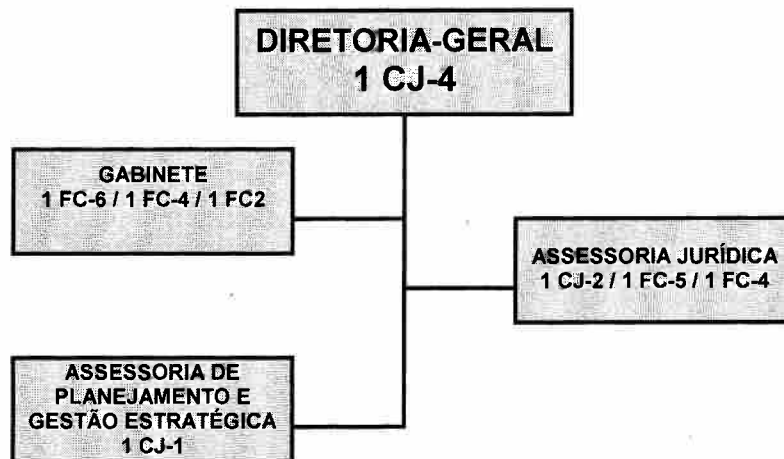 DIRETORIA-GERAL
1 CJ-4
GABINETE
1 FC-6 / 1 FC-4 / 1 FC2
ASSESSORIA JURÍDICA
1 CJ-2 / 1 FC-5 / 1 FC-4
ASSESSORIA DE
PLANEJAMENTO E
GESTÃO ESTRATÉGICA
1 CJ-1